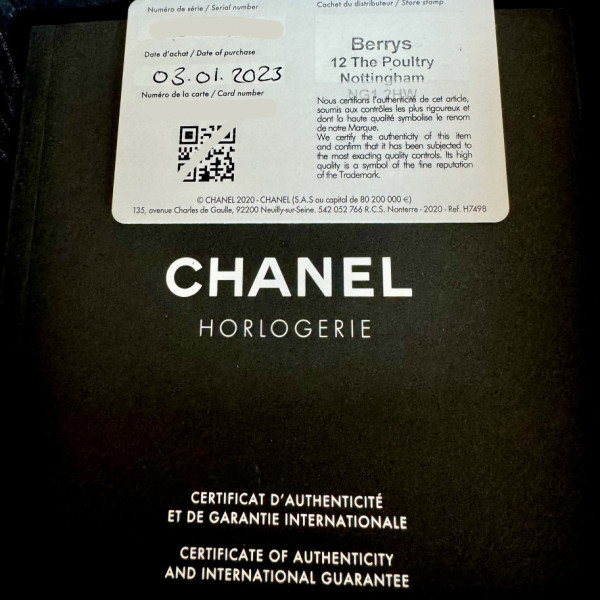 Numéro de série / Serial number
Cachet du distributeur / Store stamp
Date d'achat / Date of purchase
03.01.2023
Numéro de la carte / Card number
Berrys
12 The Poultry
Nottingham
NG1 2HW
Nous certifions l'authenticité de cet article,
soumis aux contrôles les plus rigoureux et
dont la haute qualité symbolise le renom
de notre Marque.
We certify the authenticity of this item
and confirm that it has been subjected to
the most exacting quality controls. Its high
quality is a symbol of the fine reputation
of the Trademark.
© CHANEL 2020 - CHANEL (S.A.S au capital de 80 200 000 €)
135, avenue Charles de Gaulle, 92200 Neuilly-sur-Seine. 542 052 766 R.C.S. Nanterre - 2020 - Ref. H7498
CHANEL
HORLOGERIE
CERTIFICAT D'AUTHENTICITÉ
ET DE GARANTIE INTERNATIONALE
CERTIFICATE OF AUTHENTICITY
AND INTERNATIONAL GUARANTEE